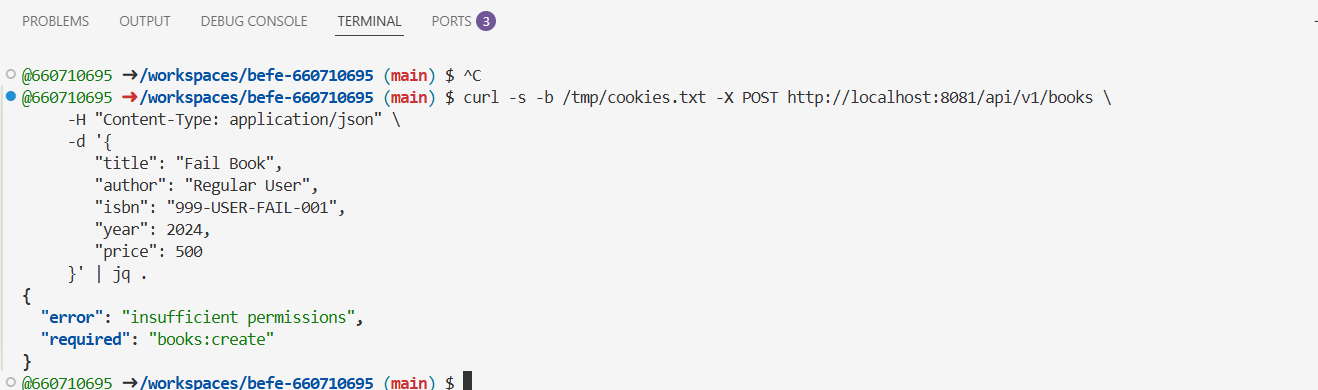 PROBLEMS OUTPUT DEBUG CONSOLE TERMINAL PORTS 3
@660710695 ➜/workspaces/befe-660710695 (main) $ ^C
@660710695 ➜/workspaces/befe-660710695 (main) $ curl -s -b /tmp/cookies.txt -X POST http://localhost:8081/api/v1/books \
     -H "Content-Type: application/json" \
     -d '{
        "title": "Fail Book",
        "author": "Regular User",
        "isbn": "999-USER-FAIL-001",
        "year": 2024,
        "price": 500
     }' | jq .
{
  "error": "insufficient permissions",
  "required": "books:create"
}
@660710695 ➜/workspaces/befe-660710695 (main) $